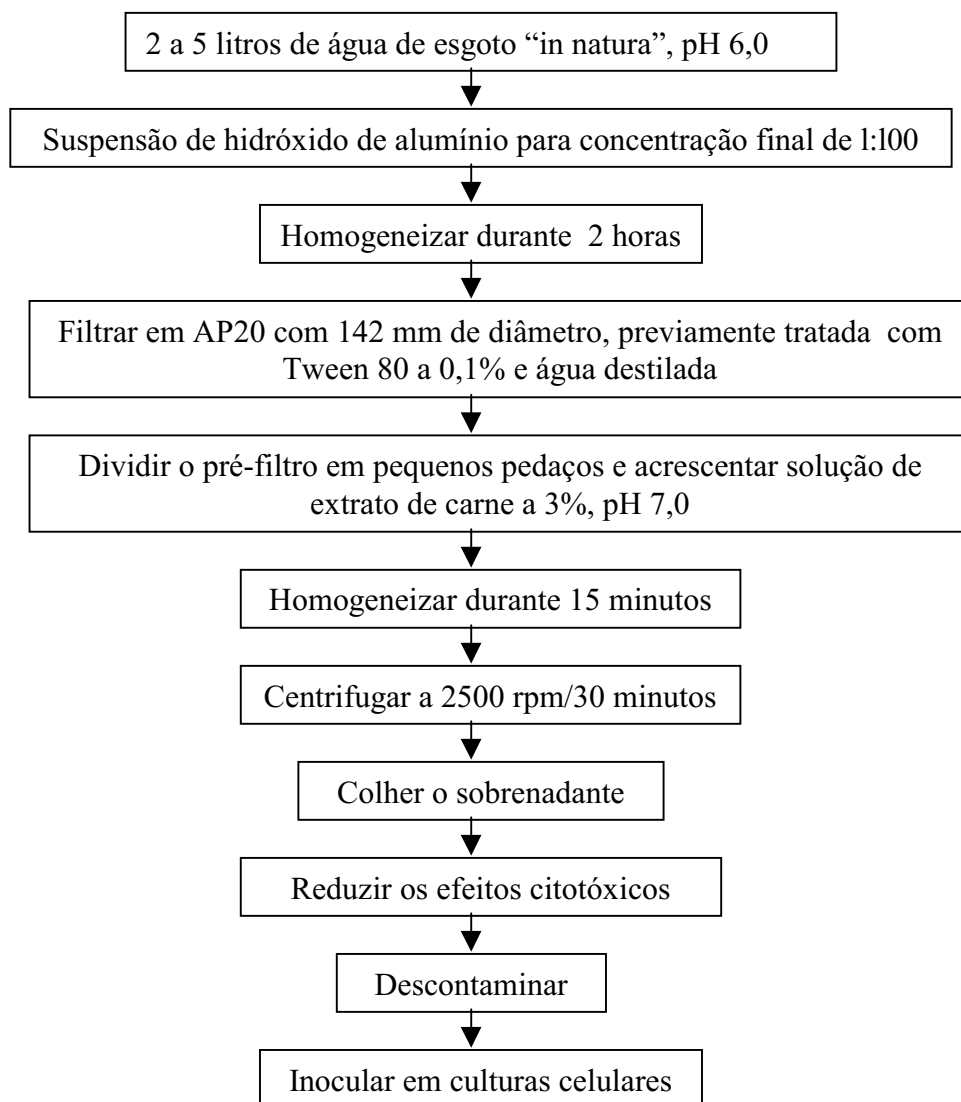 2 a 5 litros de água de esgoto “in natura”, pH 6,0
Suspensão de hidróxido de alumínio para concentração final de l:l00
Homogeneizar durante 2 horas
Filtrar em AP20 com 142 mm de diâmetro, previamente tratada com
Tween 80 a 0,1% e água destilada
Dividir o pré-filtro em pequenos pedaços e acrescentar solução de
extrato de carne a 3%, pH 7,0
Homogeneizar durante 15 minutos
Centrifugar a 2500 rpm/30 minutos
Colher o sobrenadante
Reduzir os efeitos citotóxicos
Descontaminar
Inocular em culturas celulares